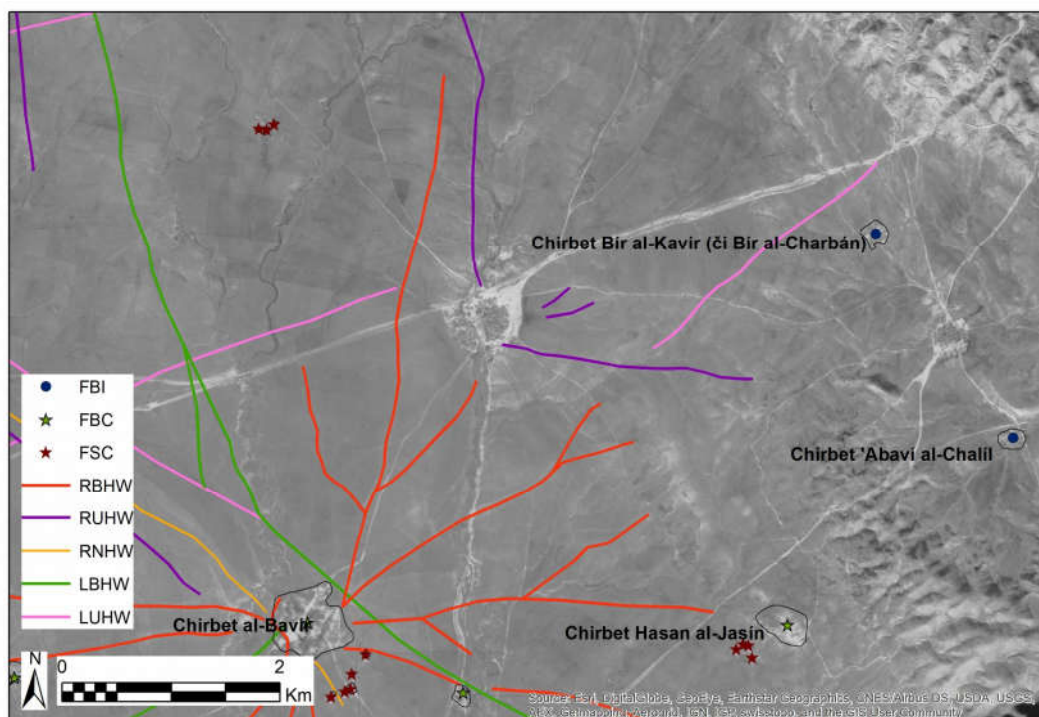 Chirbet Bír al-Kavir (či Bír al-Charbán)
FBI
FBC
FSC
RBHW
RUHW
RNHW
LBHW
LUHW
Chirbet 'Abaví al-Chalíl
Chirbet al-Bavír
Chirbet Hasan al-Jasín
N
0
2
Km
Source: Esri, DigitalGlobe, GeoEye, Earthstar Geographics, CNES/Airbus DS, USDA, USGS,
AEX, Getmapping, Aerogrid, IGN, IGP, swisstopo, and the GIS User Community